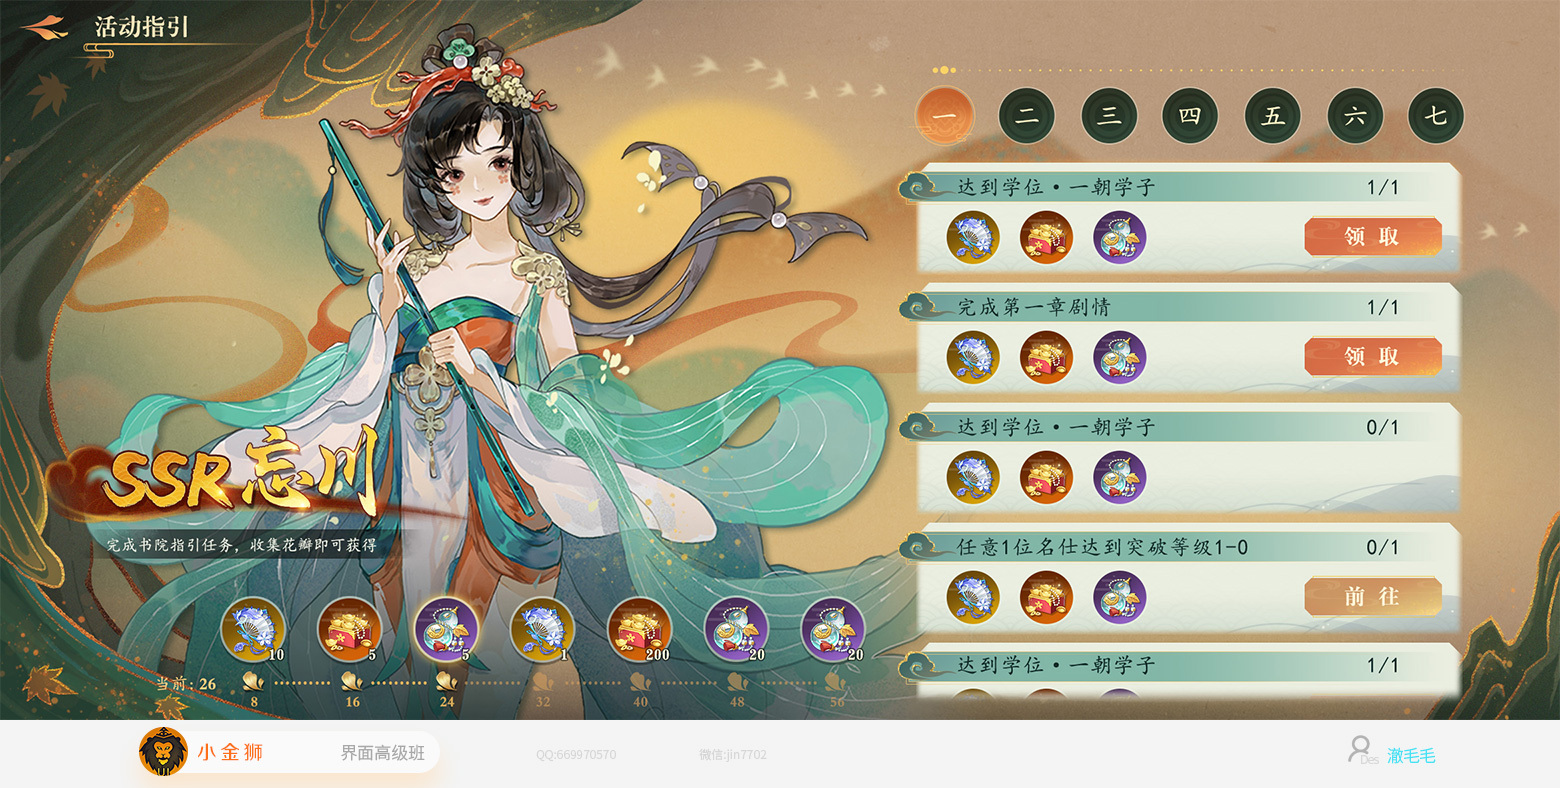 活动指引
一 二 三 四 五 六 七
达到学位·一朝学子 1/1
领取
完成第一章剧情 1/1
领取
达到学位·一朝学子 0/1
任意1位名仕达到突破等级1-0 0/1
前往
达到学位·一朝学子 1/1
SSR忘川
完成书院指引任务，收集花瓣即可获得
10 5 5 1 200 20 20
当前：26
8 16 24 32 40 48 56
小金狮 界面高级班 QQ:669970570 微信:jin7702 Des 澈毛毛